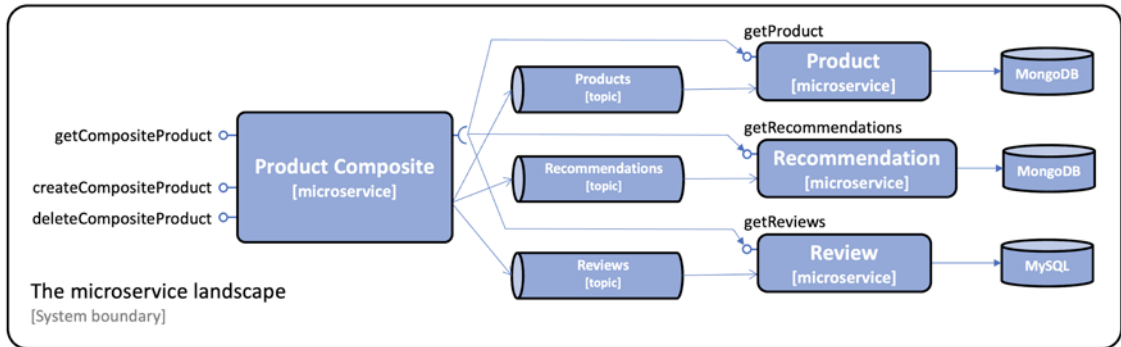 getProduct
Product
[microservice]
MongoDB
Products
[topic]
getCompositeProduct
createCompositeProduct
deleteCompositeProduct
Product Composite
[microservice]
getRecommendations
Recommendation
[microservice]
MongoDB
Recommendations
[topic]
getReviews
Review
[microservice]
MySQL
Reviews
[topic]
The microservice landscape
[System boundary]